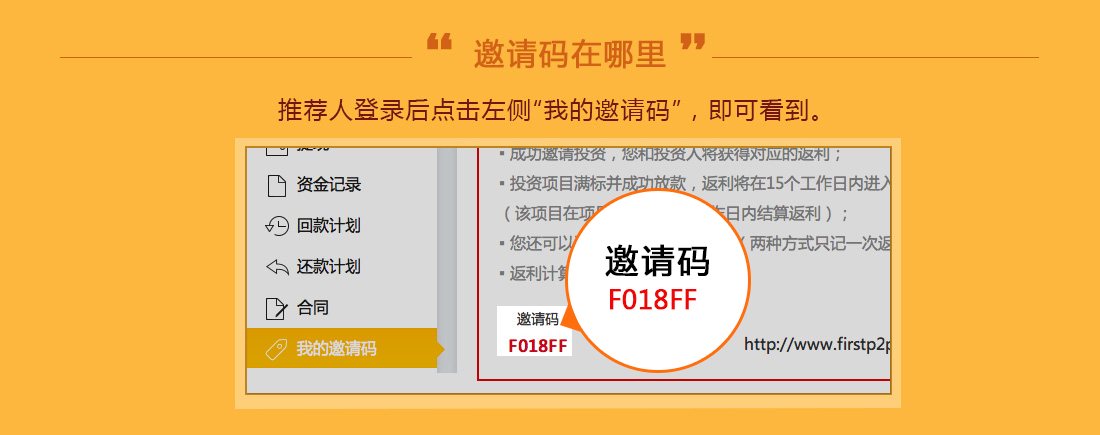 ❝ 邀请码在哪里 ❞
推荐人登录后点击左侧“我的邀请码”，即可看到。
▪ 成功邀请投资，您和投资人将获得对应的返利；
资金记录
▪ 投资项目满标并成功放款，返利将在15个工作日内进入
（该项目在项
作日内结算返利）；
回款计划
▪ 您还可以
（两种方式只记一次返
还款计划
▪ 返利计算
邀请码
F018FF
合同
邀请码
F018FF
我的邀请码
http://www.firstp2p